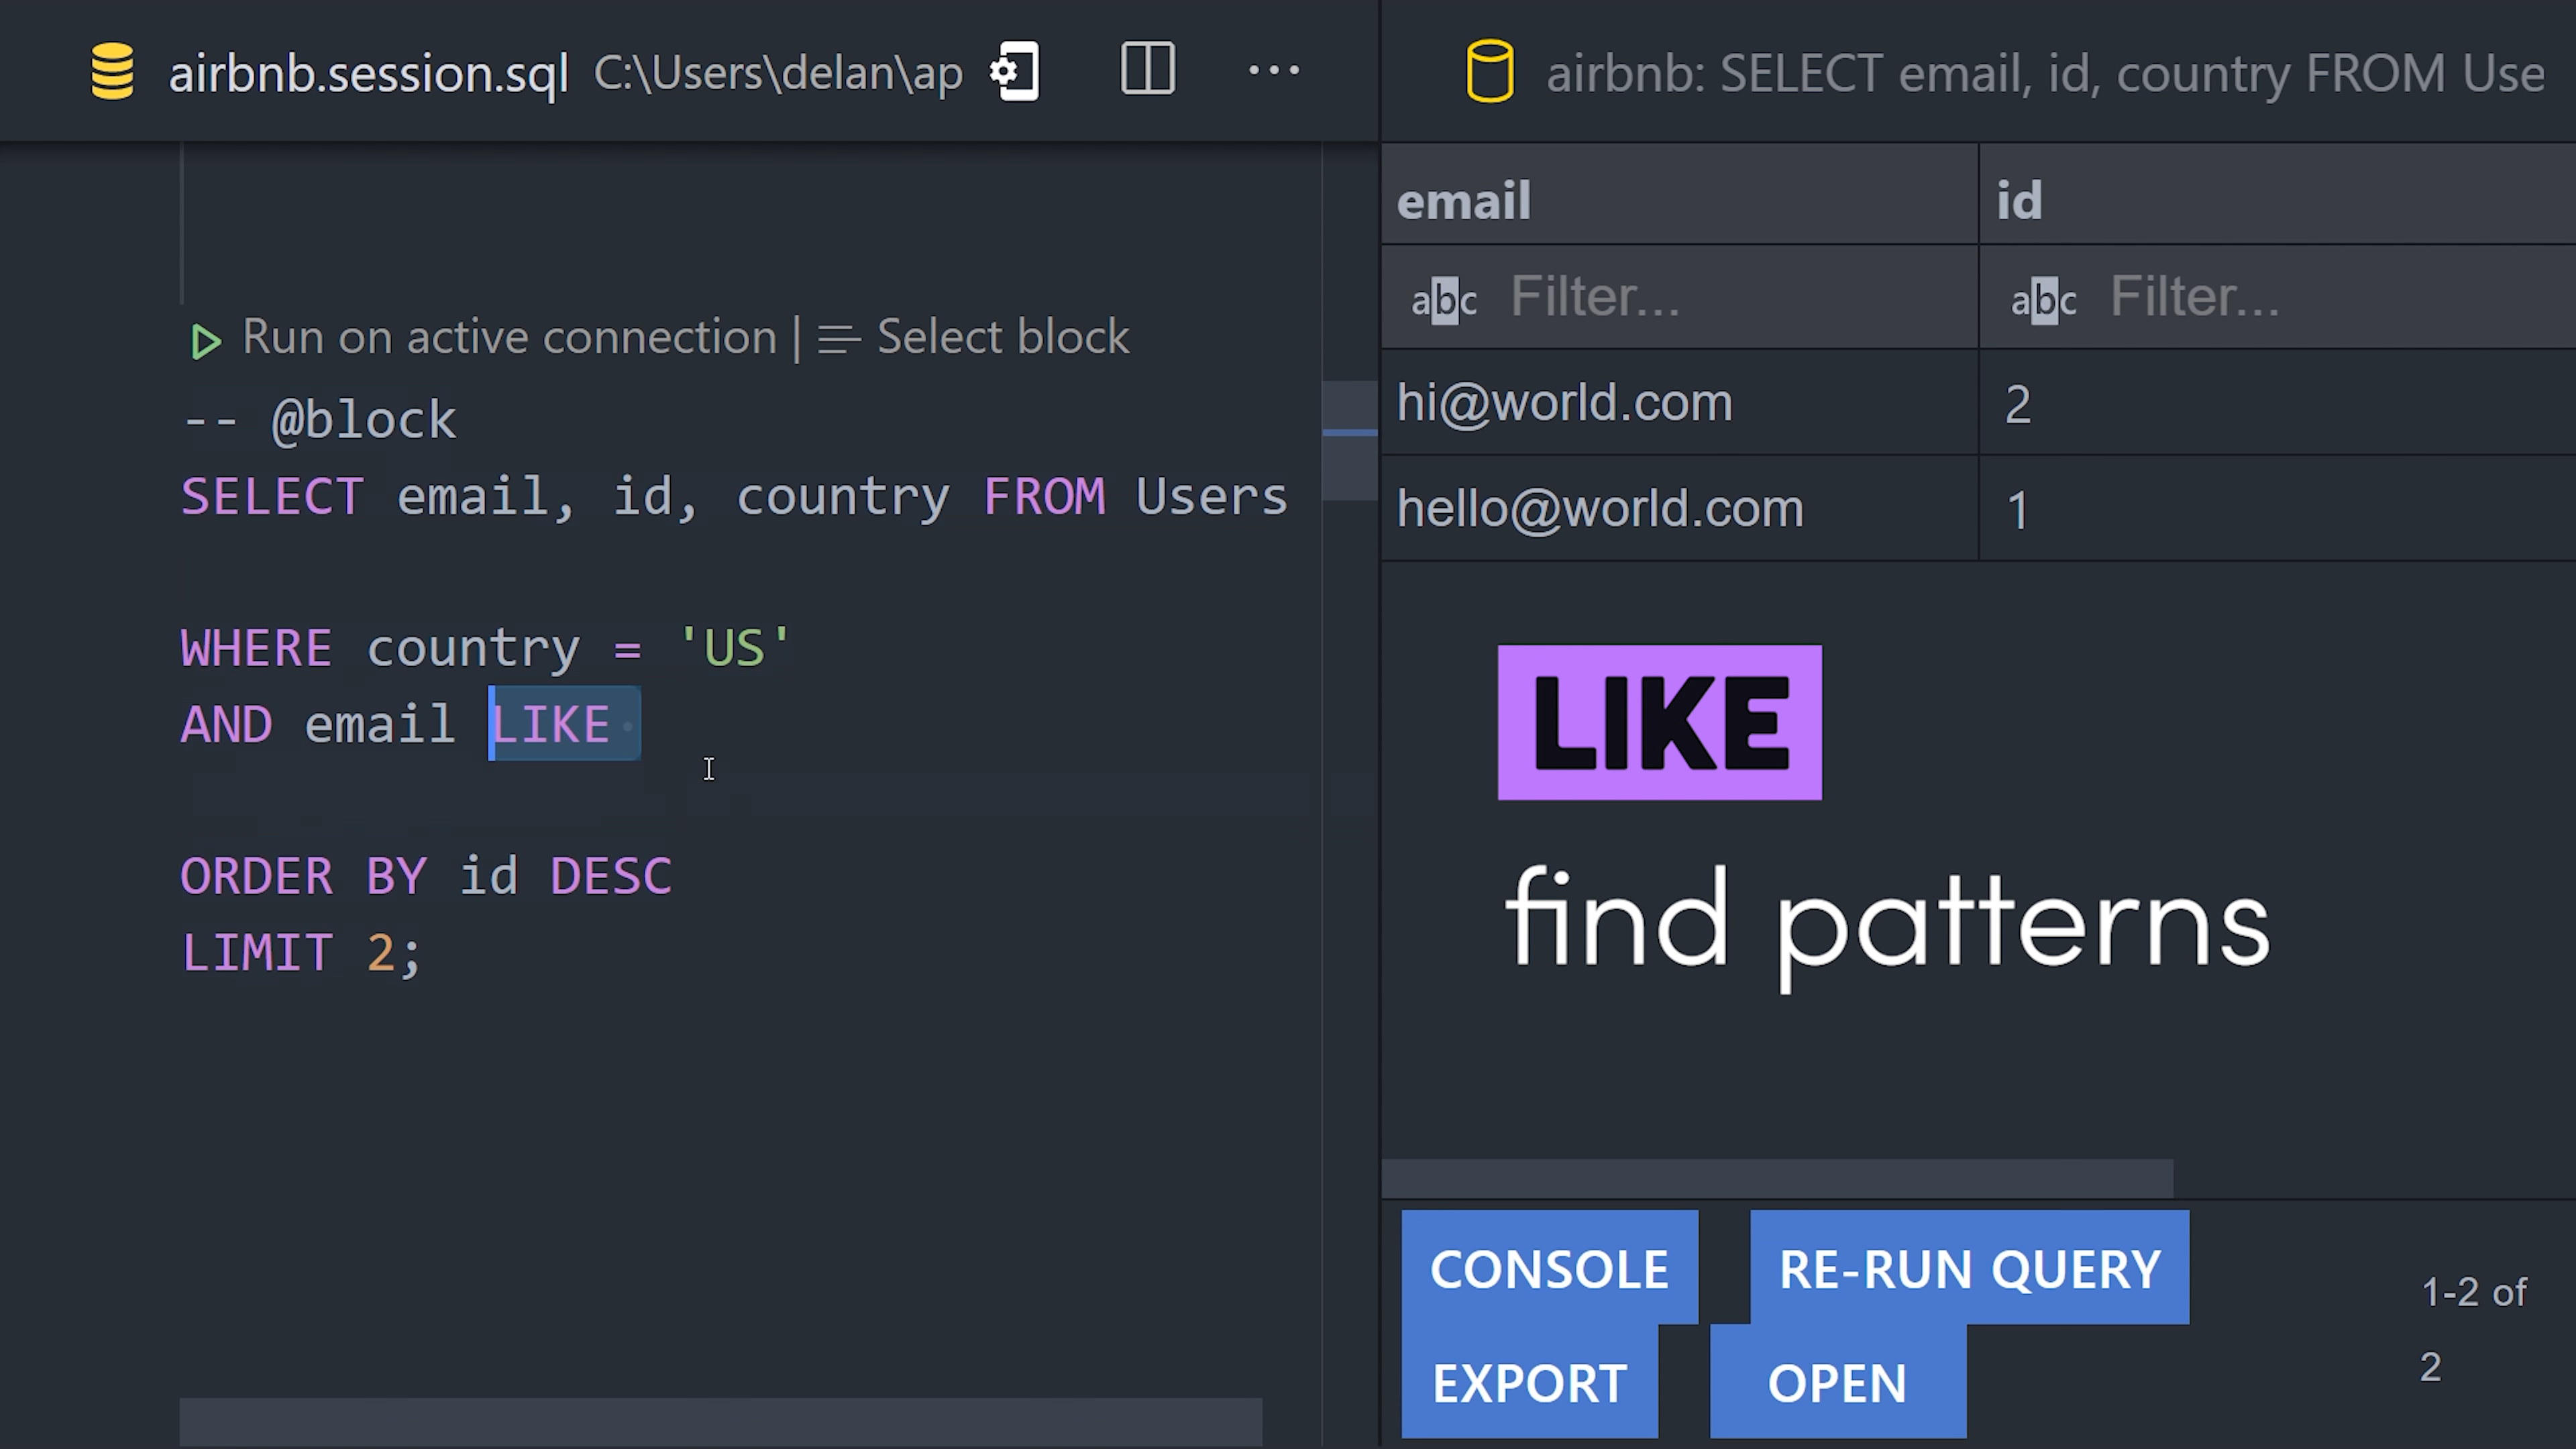 airbnb.session.sql C:\Users\delan\ap
Run on active connection | Select block
-- @block
SELECT email, id, country FROM Users
WHERE country = 'US'
AND email LIKE
ORDER BY id DESC
LIMIT 2;
airbnb: SELECT email, id, country FROM Use
email id
abc Filter... abc Filter...
hi@world.com 2
hello@world.com 1
LIKE
find patterns
CONSOLE RE-RUN QUERY
EXPORT OPEN
1-2 of
2